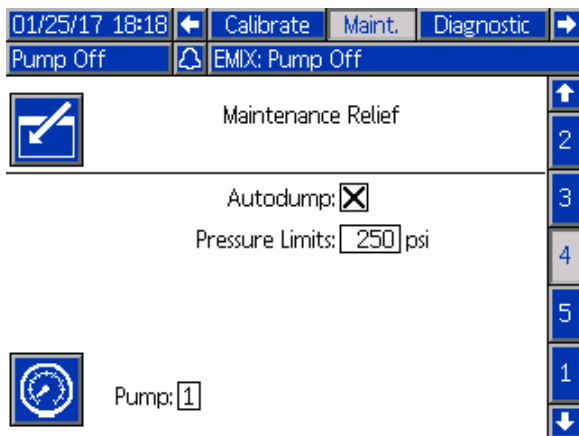 01/25/17 18:18 Calibrate Maint. Diagnostic
Pump Off EMIX: Pump Off
Maintenance Relief
2
Autodump:
3
Pressure Limits: 250 psi
4
5
1
Pump: 1